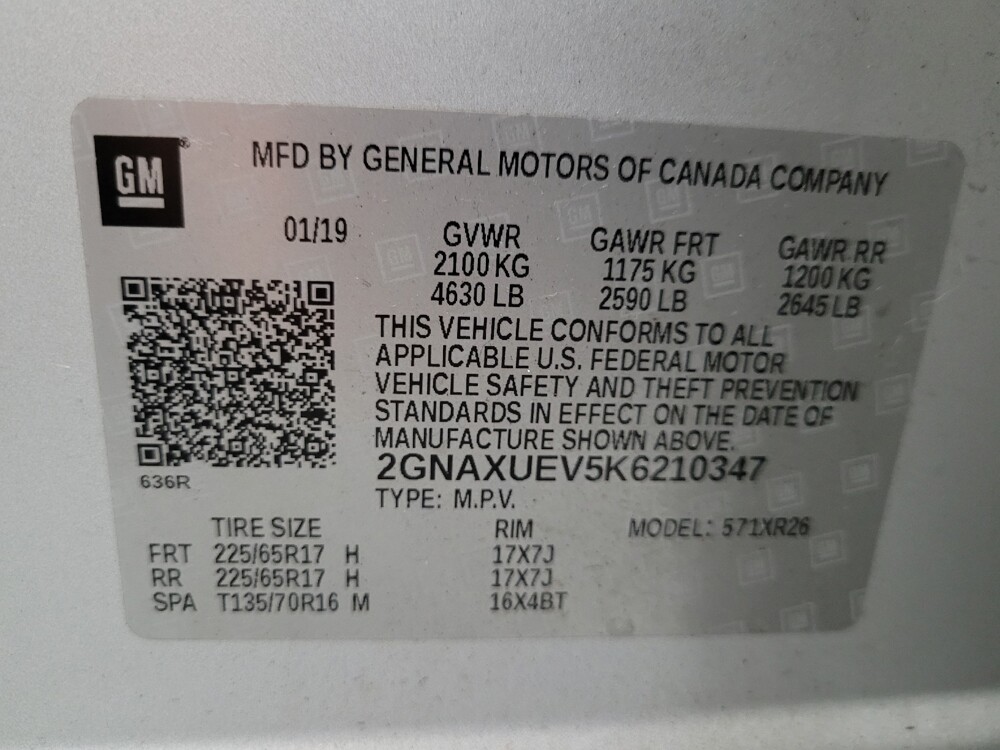 GM
MFD BY GENERAL MOTORS OF CANADA COMPANY
01/19 GVWR GAWR FRT GAWR RR
2100 KG 1175 KG 1200 KG
4630 LB 2590 LB 2645 LB
THIS VEHICLE CONFORMS TO ALL
APPLICABLE U.S. FEDERAL MOTOR
VEHICLE SAFETY AND THEFT PREVENTION
STANDARDS IN EFFECT ON THE DATE OF
MANUFACTURE SHOWN ABOVE.
2GNAXUEV5K6210347
636R
TYPE: M.P.V.
TIRE SIZE RIM MODEL: 571XR26
FRT 225/65R17 H 17X7J
RR 225/65R17 H 17X7J
SPA T135/70R16 M 16X4BT